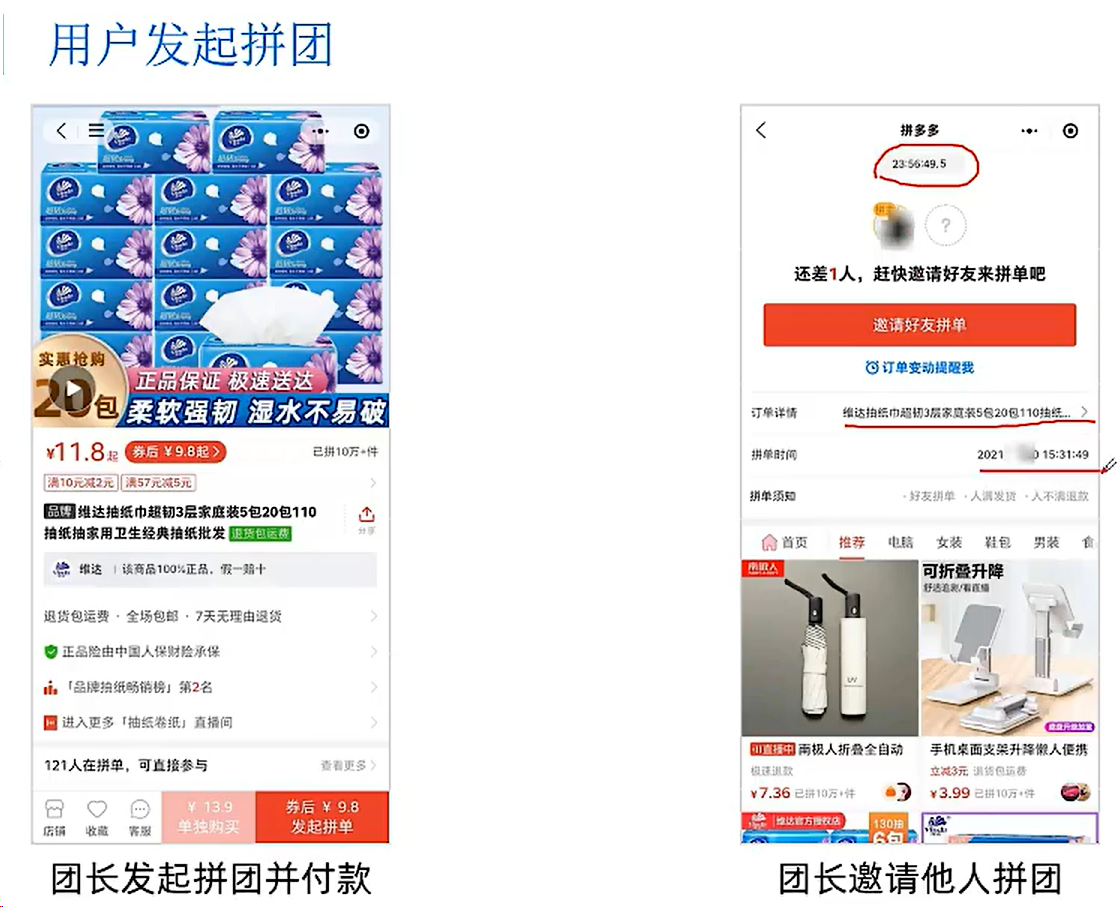 用户发起拼团
实惠抢购
20包
正品保证 极速送达
柔软强韧 湿水不易破
¥11.8起 券后 ¥9.8起 已拼10万+件
满10元减2元 满57元减5元
品牌 维达抽纸巾超韧3层家庭装5包20包110
抽纸抽家用卫生经典抽纸批发 退货包运费
分享
维达 | 该商品100%正品，假一赔十
退货包运费 · 全场包邮 · 7天无理由退货
正品险由中国人保财险承保
「品牌抽纸畅销榜」第2名
进入更多「抽纸卷纸」直播间
121人在拼单，可直接参与 查看更多
店铺 收藏 客服
¥ 13.9
单独购买
券后 ¥ 9.8
发起拼单
团长发起拼团并付款
拼多多
23:56:49.5
?
还差1人，赶快邀请好友来拼单吧
邀请好友拼单
订单变动提醒我
订单详情 维达抽纸巾超韧3层家庭装5包20包110抽纸...
拼单时间 2021 0 15:31:49
拼单须知 · 好友拼单 · 人满发货 · 人不满退款
首页 推荐 电脑 女装 鞋包 男装 食
南极人
UV
直播中 南极人折叠全自动
极速退款
¥7.36 已拼10万+件
可折叠升降
舒适追剧/看直播
手机桌面支架升降懒人便携
立减3元 退货包运费
¥3.99 已拼10万+件
维达官方授权店
130抽
6包
团长邀请他人拼团